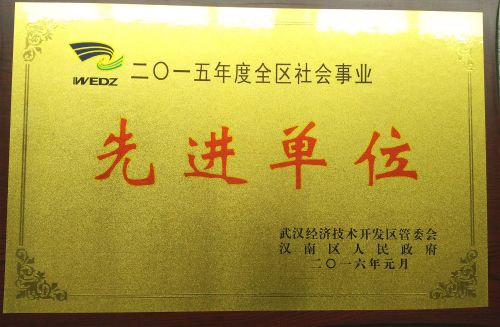 WEDZ
二〇一五年度全区社会事业
先进单位
武汉经济技术开发区管委会
汉南区人民政府
二〇一六年元月